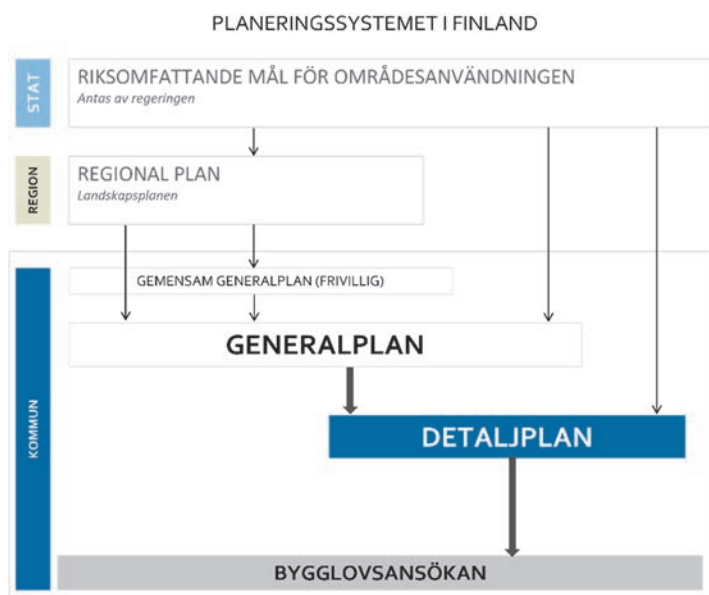 PLANERINGSSYSTEMET I FINLAND
STAT
RIKSOMFATTANDE MÅL FÖR OMRÅDESANVÄNDNINGEN
Antas av regeringen
REGION
REGIONAL PLAN
Landskapsplanen
KOMMUN
GEMENSAM GENERALPLAN (FRIVILLIG)
GENERALPLAN
DETALJPLAN
BYGGLOVSANSÖKAN